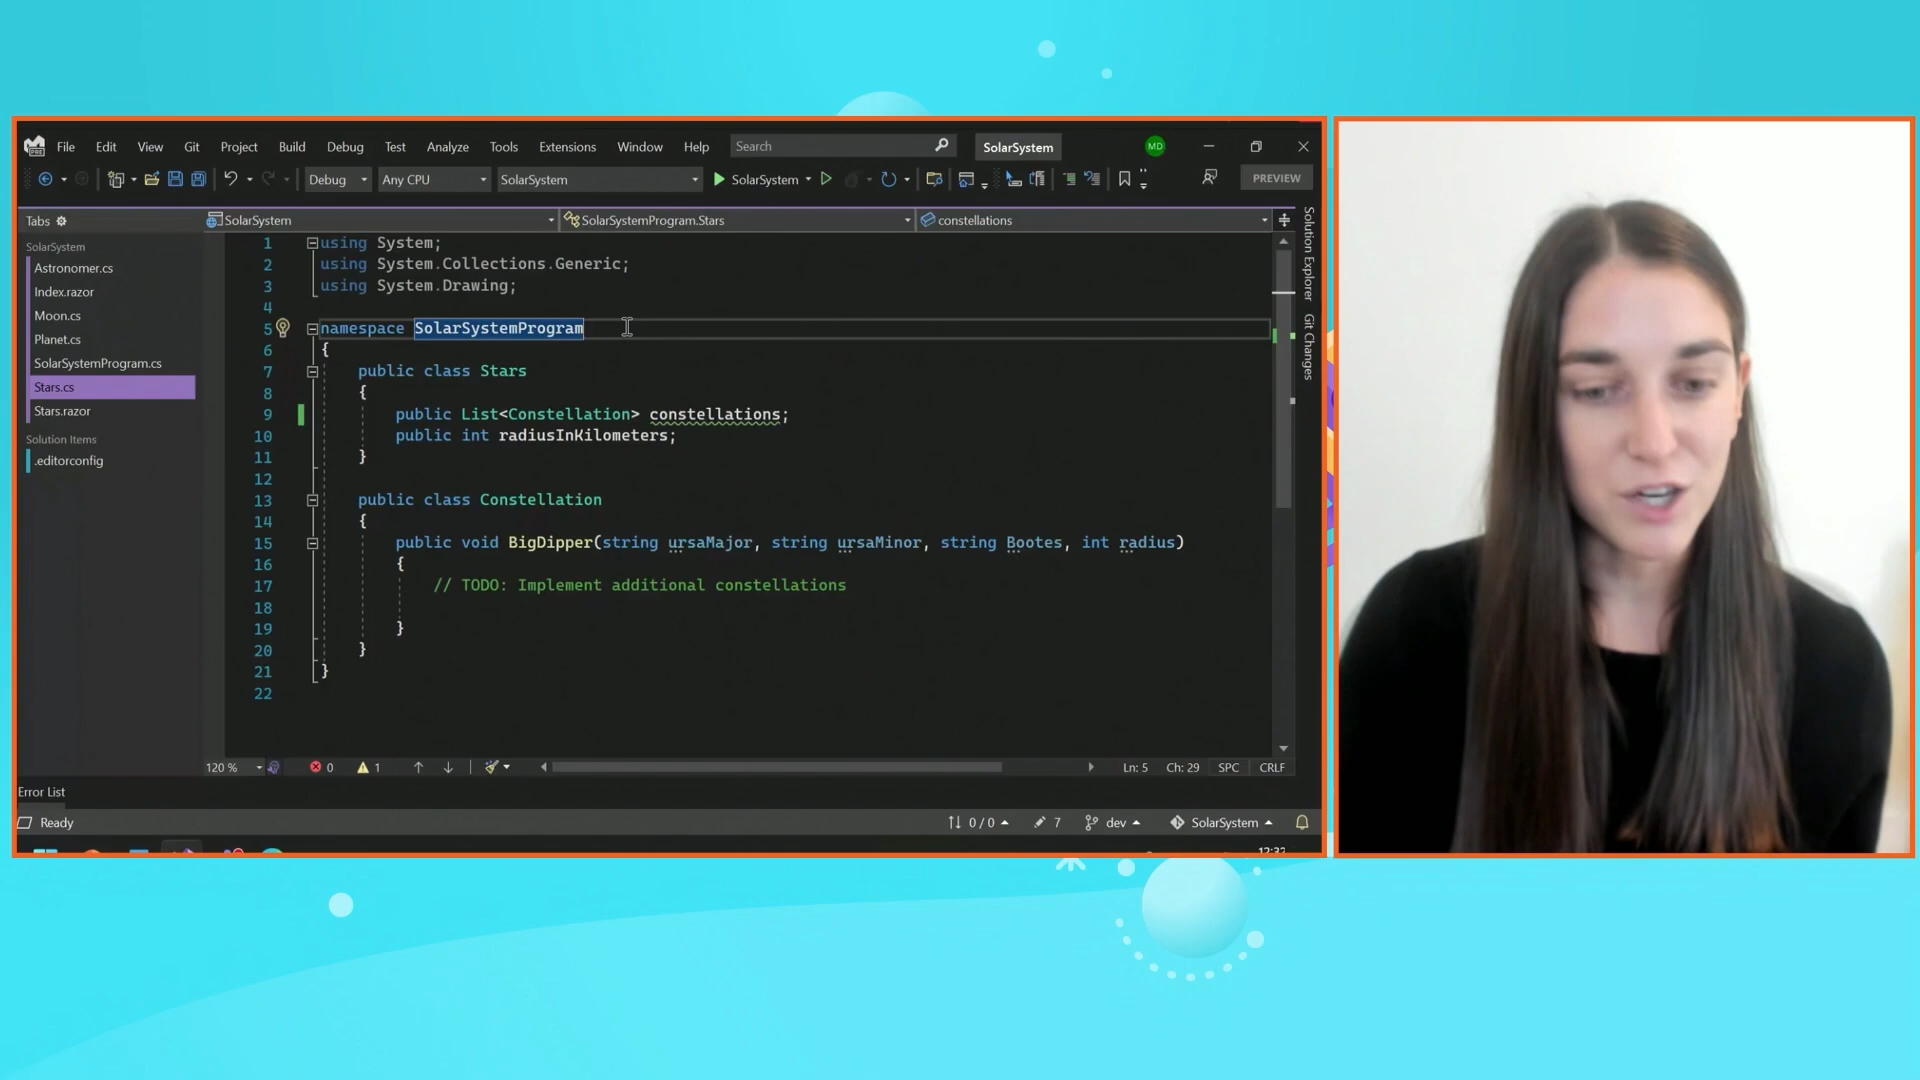 File Edit View Git Project Build Debug Test Analyze Tools Extensions Window Help Search SolarSystem MD
Debug Any CPU SolarSystem SolarSystem PREVIEW
Tabs SolarSystem SolarSystemProgram.Stars constellations
SolarSystem
Astronomer.cs
Index.razor
Moon.cs
Planet.cs
SolarSystemProgram.cs
Stars.cs
Stars.razor
Solution Items
.editorconfig
1 using System;
2 using System.Collections.Generic;
3 using System.Drawing;
4
5 namespace SolarSystemProgram
6 {
7 public class Stars
8 {
9 public List<Constellation> constellations;
10 public int radiusInKilometers;
11 }
12
13 public class Constellation
14 {
15 public void BigDipper(string ursaMajor, string ursaMinor, string Bootes, int radius)
16 {
17 // TODO: Implement additional constellations
18
19 }
20 }
21 }
22
Solution Explorer
Git Changes
120 % 0 1 Ln: 5 Ch: 29 SPC CRLF
Error List
Ready 0 / 0 7 dev SolarSystem
12:32